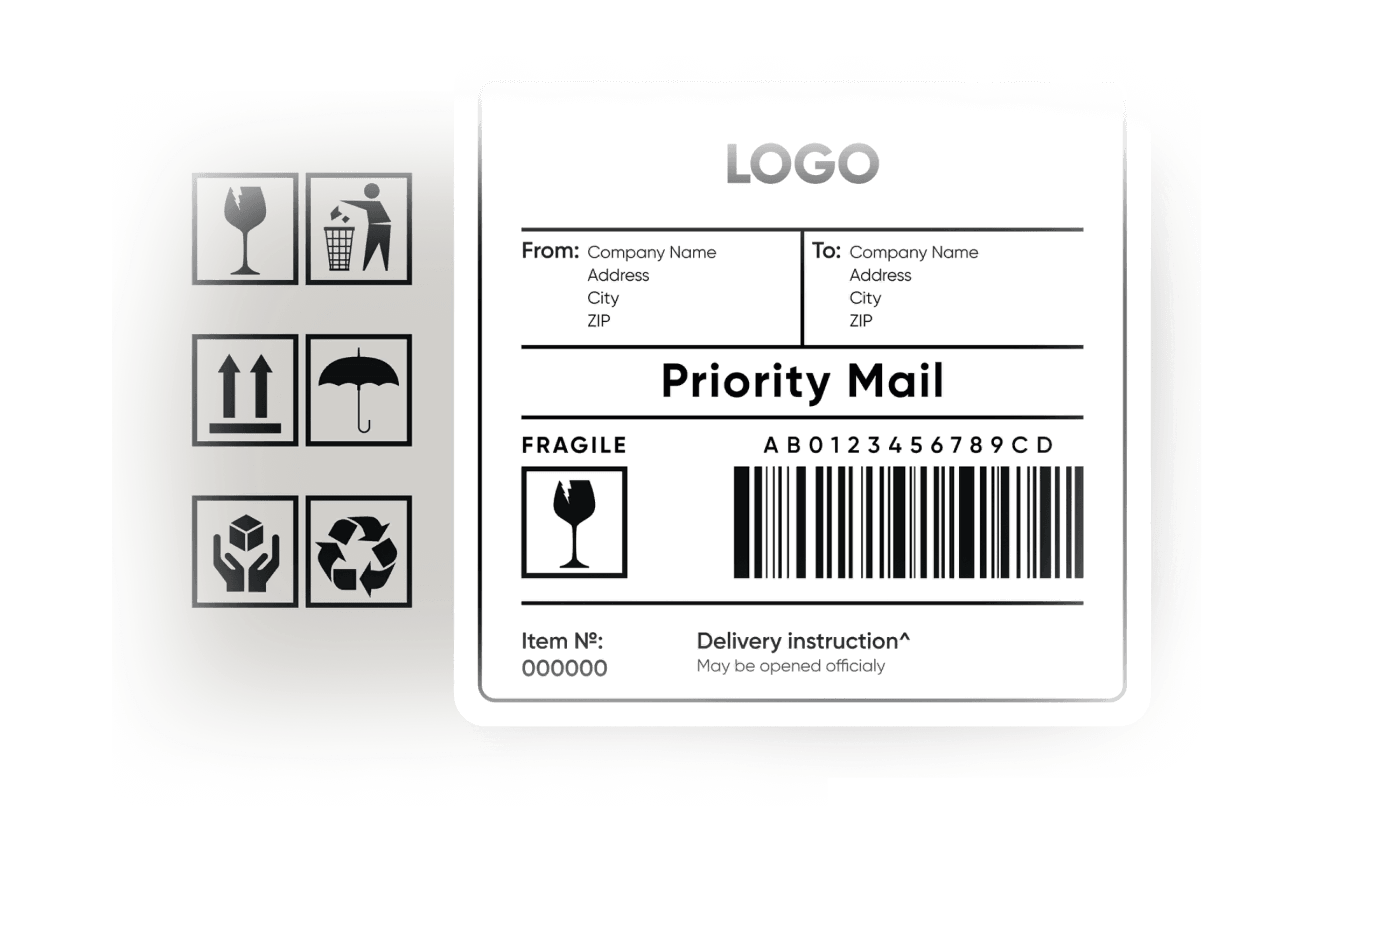 LOGO
From: Company Name
Address
City
ZIP
To: Company Name
Address
City
ZIP
Priority Mail
FRAGILE
AB0123456789CD
Item №:
000000
Delivery instruction^
May be opened officialy